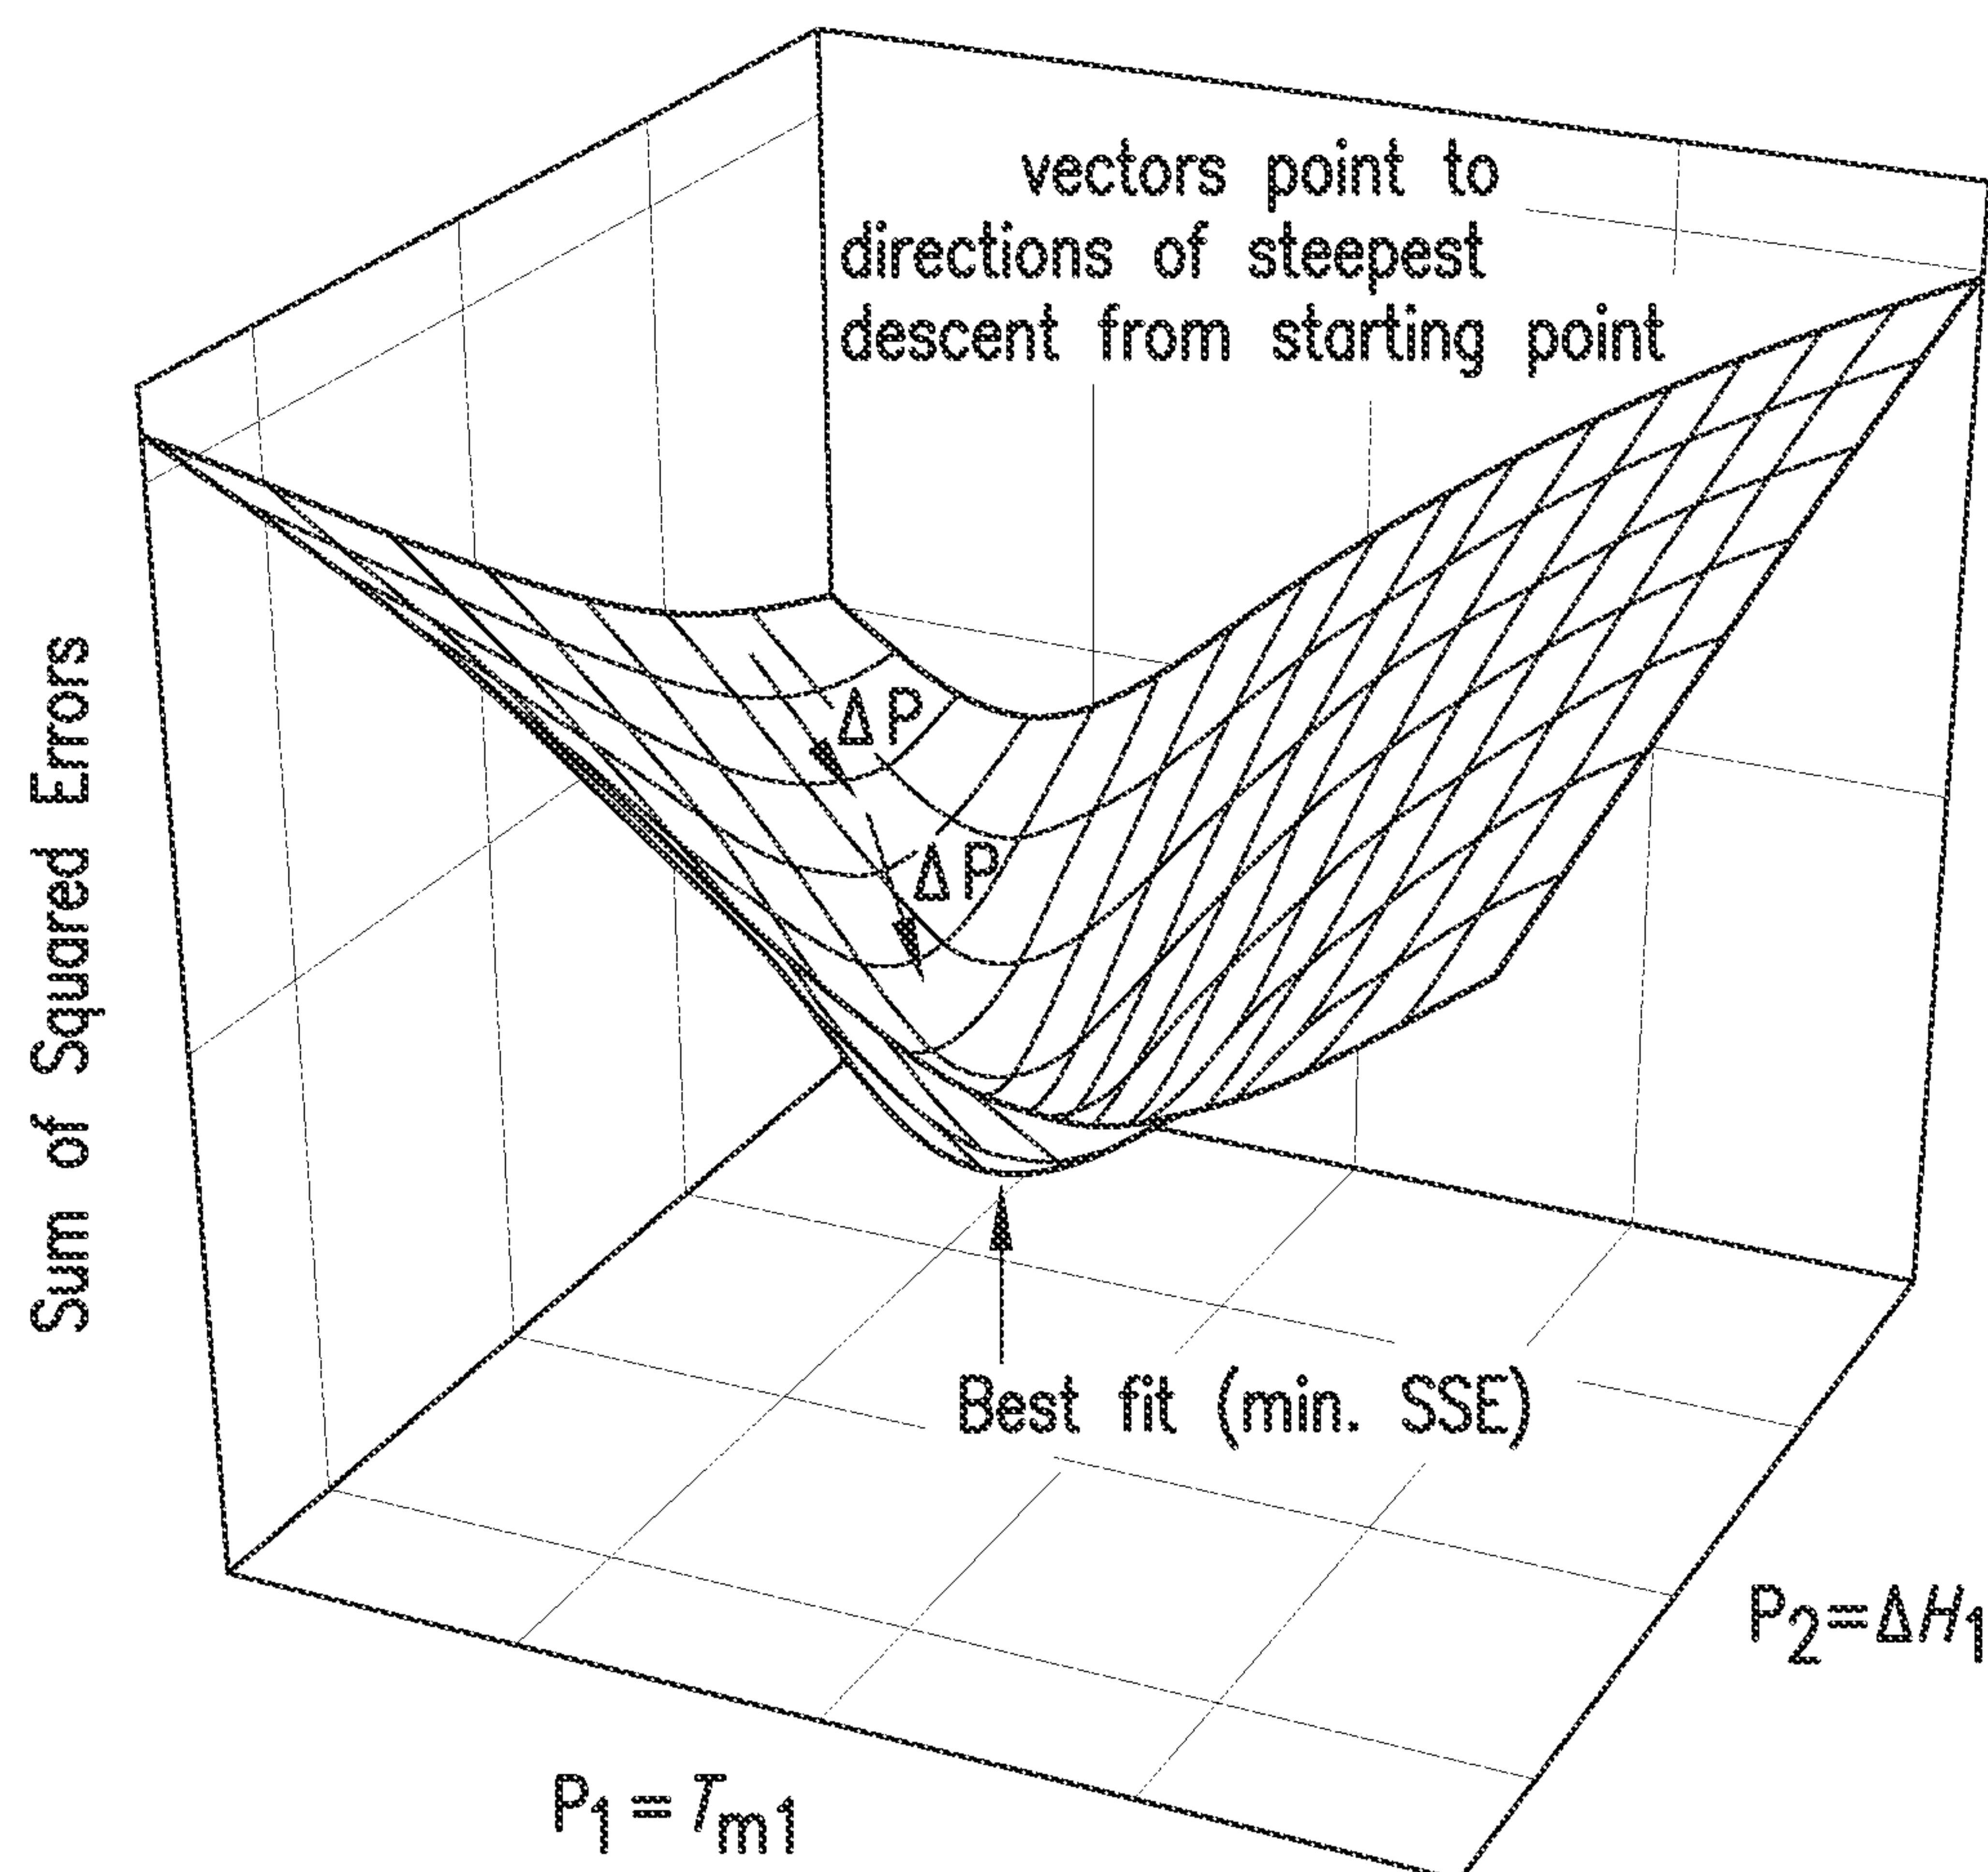 vectors point to
directions of steepest
descent from starting point
ΔP
ΔP
Sum of Squared Errors
Best fit (min. SSE)
P₂=ΔH₁
P₁=Tₘ₁